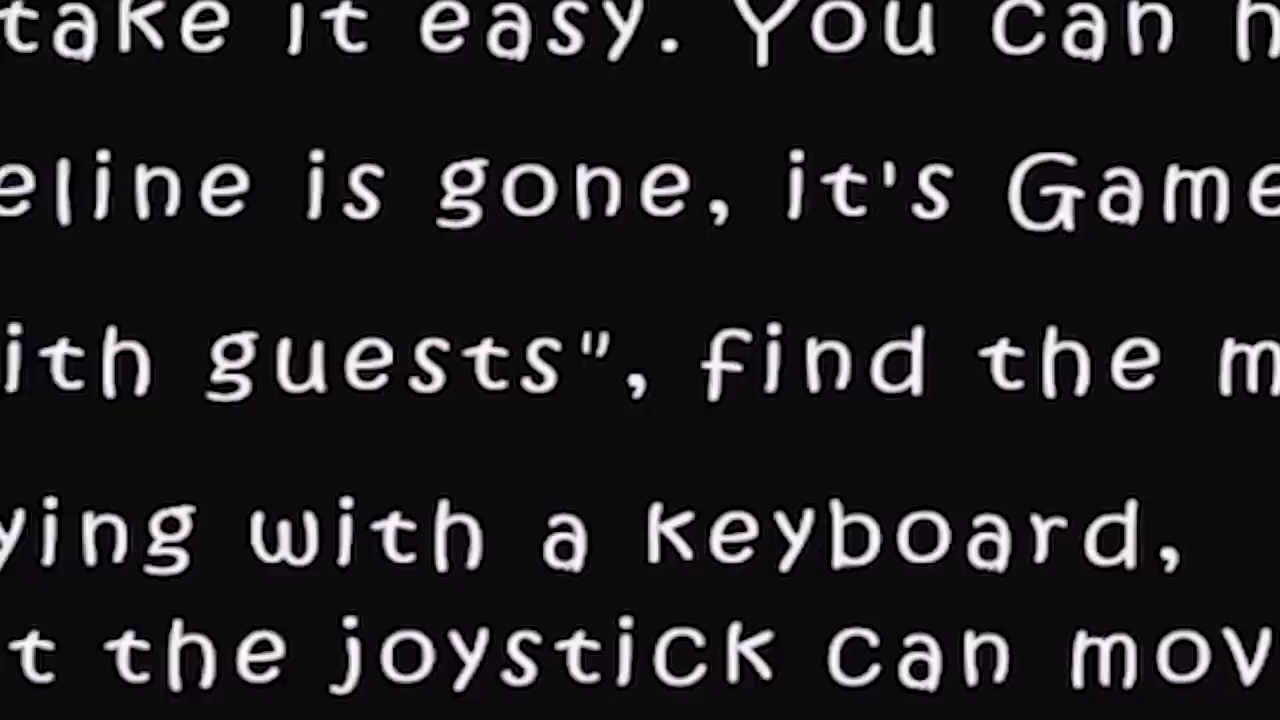 take it easy. You can h
eline is gone, it's Game
ith guests", find the m
ying with a keyboard,
t the joystick can mov